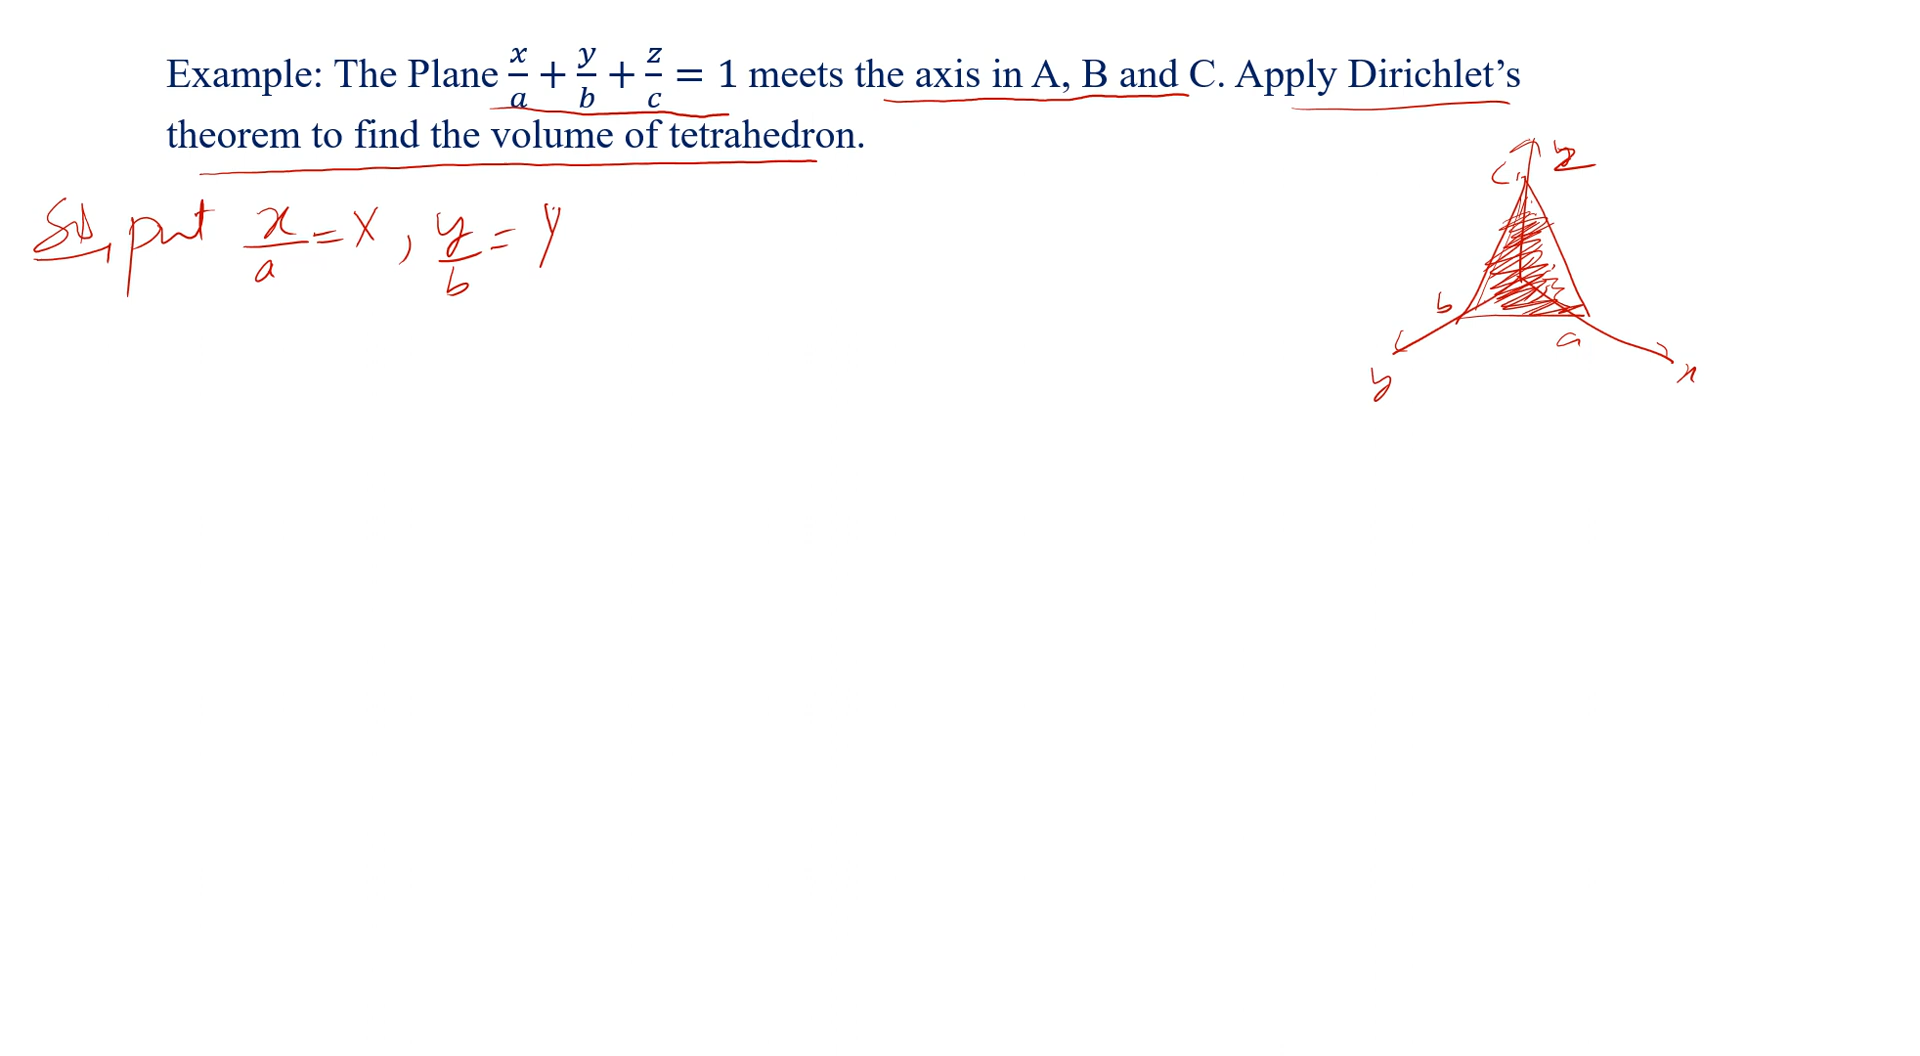 Example: The Plane x/a + y/b + z/c = 1 meets the axis in A, B and C. Apply Dirichlet’s
theorem to find the volume of tetrahedron.
Sol, put x/a = X, y/b = Y
z
c
b
a
y
x